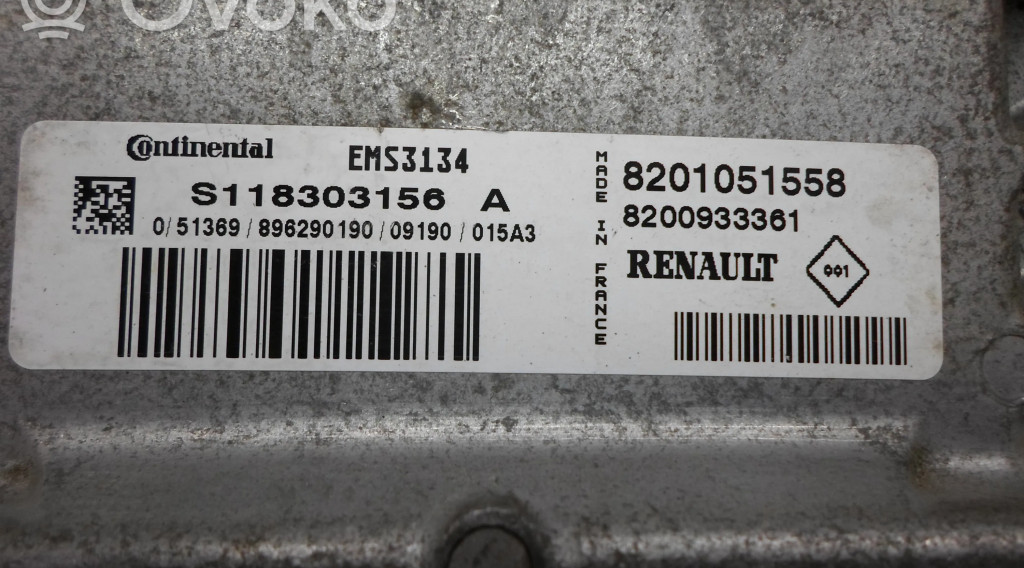 OVOKO
Continental
EMS3134
S118303156 A
0/51369/896290190/09190/015A3
MADE IN FRANCE
8201051558
8200933361
RENAULT
001